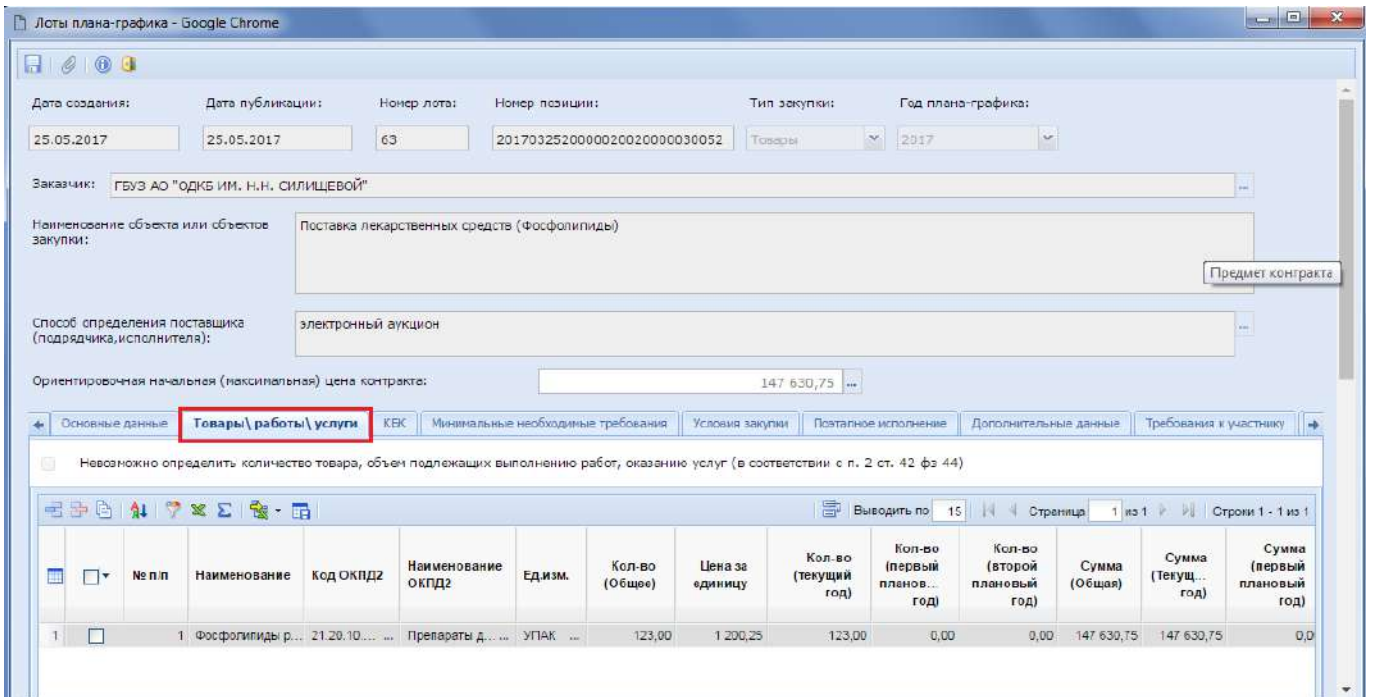 Лоты плана-графика - Google Chrome
Дата создания: Дата публикации: Номер лота: Номер позиции: Тип закупки: Год плана-графика:
25.05.2017 25.05.2017 63 201703252000002002000030052 Товары 2017
Заказчик: ГБУЗ АО "ОДКБ ИМ. Н.Н. СИЛИЩЕВОЙ" ...
Наименование объекта или объектов
закупки:
Поставка лекарственных средств (Фосфолипиды)
Предмет контракта
Способ определения поставщика
(подрядчика,исполнителя):
электронный аукцион ...
Ориентировочная начальная (максимальная) цена контракта: 147 630,75 ...
Основные данные Товары\ работы\ услуги КБК Минимальные необходимые требования Условия закупки Поэтапное исполнение Дополнительные данные Требования к участнику
Невозможно определить количество товара, объем подлежащих выполнению работ, оказанию услуг (в соответствии с п. 2 ст. 42 фз 44)
Выводить по 15 Страница 1 из 1 Строки 1 - 1 из 1
№ п/п Наименование Код ОКПД2 Наименование ОКПД2 Ед.изм. Кол-во (Общее) Цена за единицу Кол-во (текущий год) Кол-во (первый планов... год) Кол-во (второй плановый год) Сумма (Общая) Сумма (Текущ... год) Сумма (первый плановый год)
1 1 Фосфолипиды р... 21.20.10.... ... Препараты д... ... УПАК ... 123,00 1 200,25 123,00 0,00 0,00 147 630,75 147 630,75 0,0